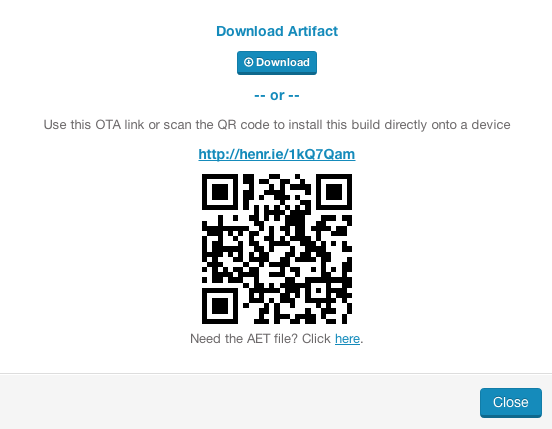 Download Artifact
Download
-- or --
Use this OTA link or scan the QR code to install this build directly onto a device
http://henr.ie/1kQ7Qam
Need the AET file? Click here.
Close